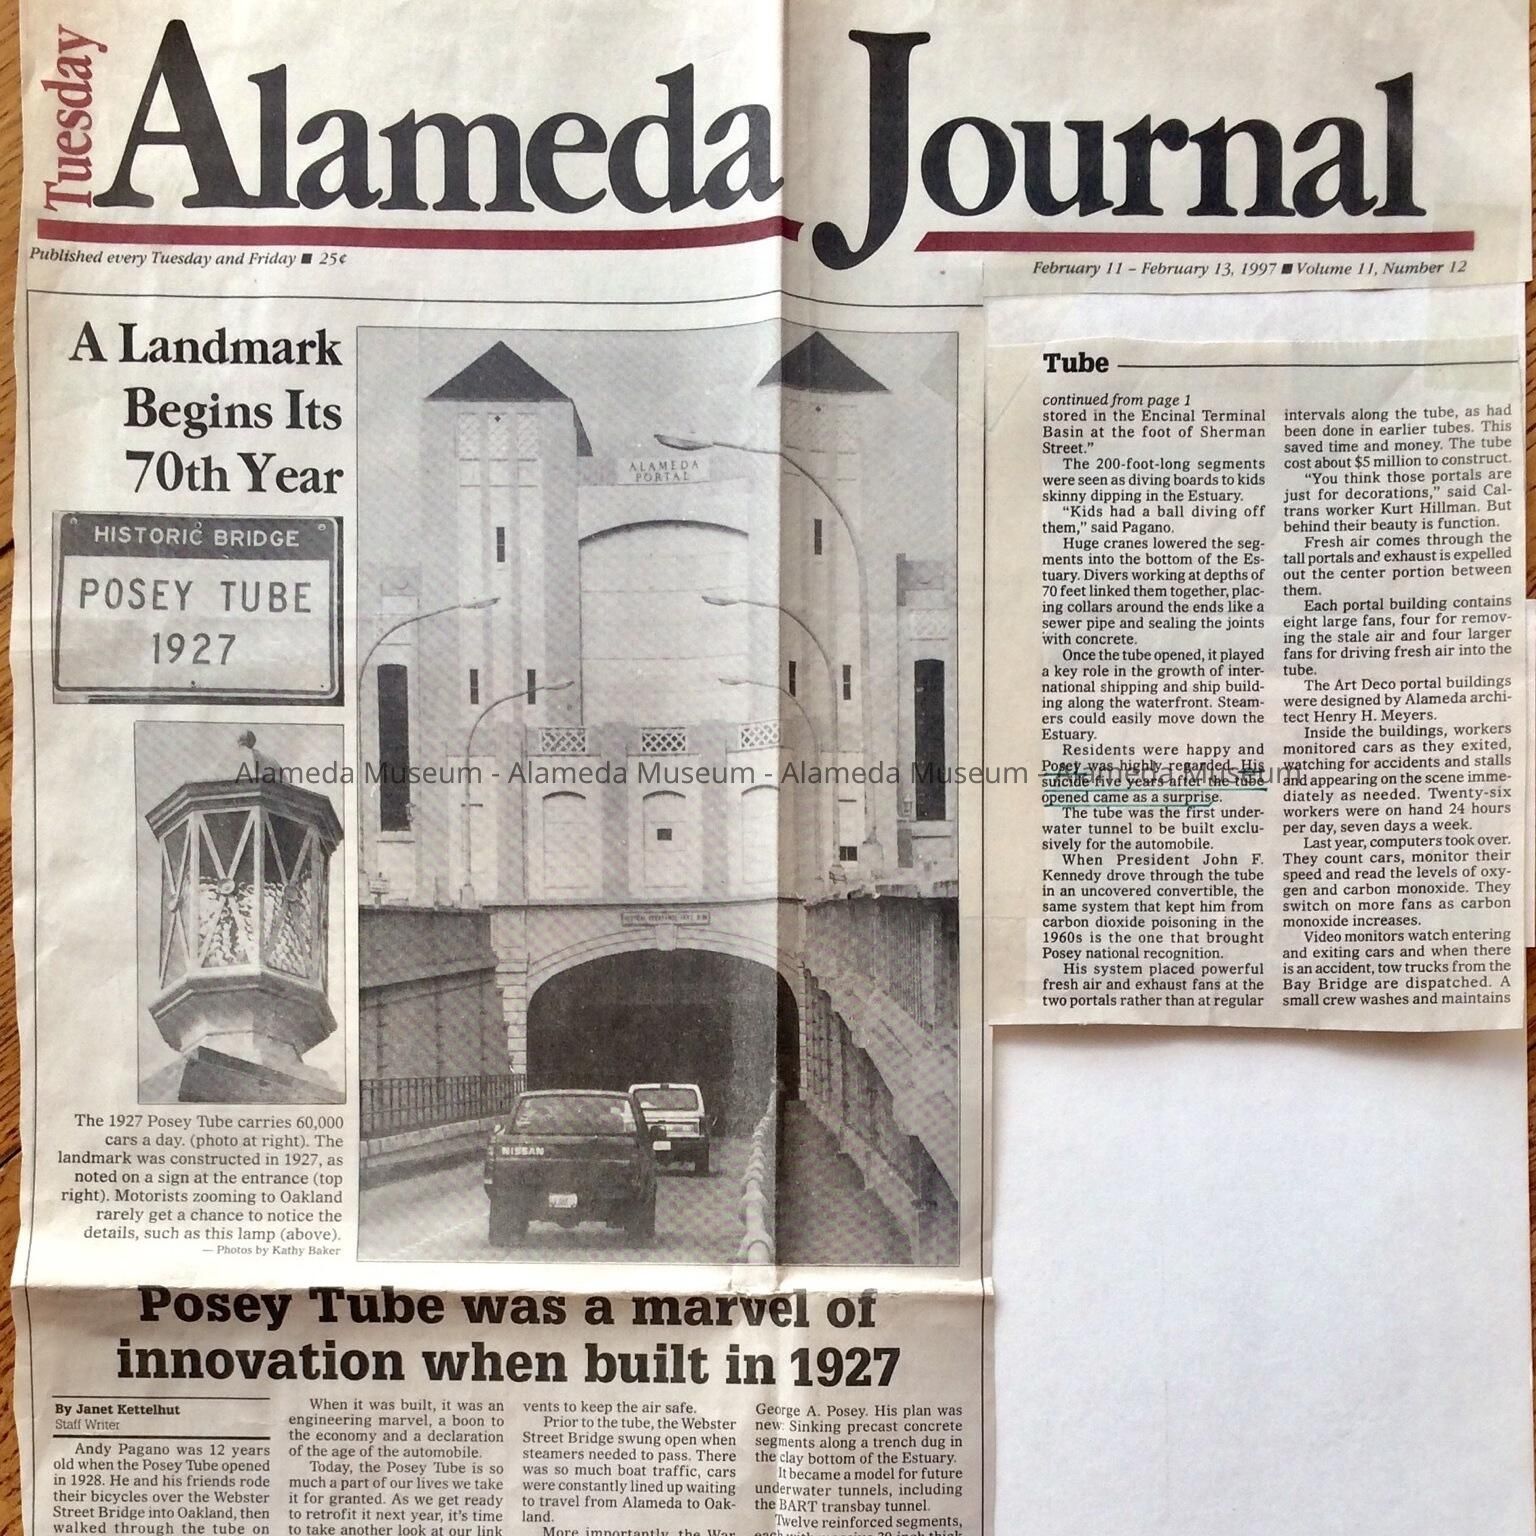 Tuesday
Alameda Journal
Published every Tuesday and Friday ■ 25¢
February 11 – February 13, 1997 ■ Volume 11, Number 12
A Landmark
Begins Its
70th Year
HISTORIC BRIDGE
POSEY TUBE
1927
ALAMEDA
PORTAL
NISSAN
The 1927 Posey Tube carries 60,000
cars a day. (photo at right). The
landmark was constructed in 1927, as
noted on a sign at the entrance (top
right). Motorists zooming to Oakland
rarely get a chance to notice the
details, such as this lamp (above).
— Photos by Kathy Baker
Posey Tube was a marvel of
innovation when built in 1927
By Janet Kettelhut
Staff Writer
Andy Pagano was 12 years
old when the Posey Tube opened
in 1928. He and his friends rode
their bicycles over the Webster
Street Bridge into Oakland, then
walked through the tube on
When it was built, it was an
engineering marvel, a boon to
the economy and a declaration
of the age of the automobile.
Today, the Posey Tube is so
much a part of our lives we take
it for granted. As we get ready
to retrofit it next year, it's time
to take another look at our link
vents to keep the air safe.
Prior to the tube, the Webster
Street Bridge swung open when
steamers needed to pass. There
was so much boat traffic, cars
were constantly lined up waiting
to travel from Alameda to Oak-
land.
More importantly, the War
George A. Posey. His plan was
new: Sinking precast concrete
segments along a trench dug in
the clay bottom of the Estuary.
It became a model for future
underwater tunnels, including
the BART transbay tunnel.
Twelve reinforced segments,
Tube
continued from page 1
stored in the Encinal Terminal
Basin at the foot of Sherman
Street."
The 200-foot-long segments
were seen as diving boards to kids
skinny dipping in the Estuary.
"Kids had a ball diving off
them," said Pagano.
Huge cranes lowered the seg-
ments into the bottom of the Es-
tuary. Divers working at depths of
70 feet linked them together, plac-
ing collars around the ends like a
sewer pipe and sealing the joints
with concrete.
Once the tube opened, it played
a key role in the growth of inter-
national shipping and ship build-
ing along the waterfront. Steam-
ers could easily move down the
Estuary.
Residents were happy and
Posey was highly regarded. His
suicide five years after the tube
opened came as a surprise.
The tube was the first under-
water tunnel to be built exclu-
sively for the automobile.
When President John F.
Kennedy drove through the tube
in an uncovered convertible, the
same system that kept him from
carbon dioxide poisoning in the
1960s is the one that brought
Posey national recognition.
His system placed powerful
fresh air and exhaust fans at the
two portals rather than at regular
intervals along the tube, as had
been done in earlier tubes. This
saved time and money. The tube
cost about $5 million to construct.
"You think those portals are
just for decorations," said Cal-
trans worker Kurt Hillman. But
behind their beauty is function.
Fresh air comes through the
tall portals and exhaust is expelled
out the center portion between
them.
Each portal building contains
eight large fans, four for remov-
ing the stale air and four larger
fans for driving fresh air into the
tube.
The Art Deco portal buildings
were designed by Alameda archi-
tect Henry H. Meyers.
Inside the buildings, workers
monitored cars as they exited,
watching for accidents and stalls
and appearing on the scene imme-
diately as needed. Twenty-six
workers were on hand 24 hours
per day, seven days a week.
Last year, computers took over.
They count cars, monitor their
speed and read the levels of oxy-
gen and carbon monoxide. They
switch on more fans as carbon
monoxide increases.
Video monitors watch entering
and exiting cars and when there
is an accident, tow trucks from the
Bay Bridge are dispatched. A
small crew washes and maintains
Alameda Museum - Alameda Museum - Alameda Museum - Alameda Museum